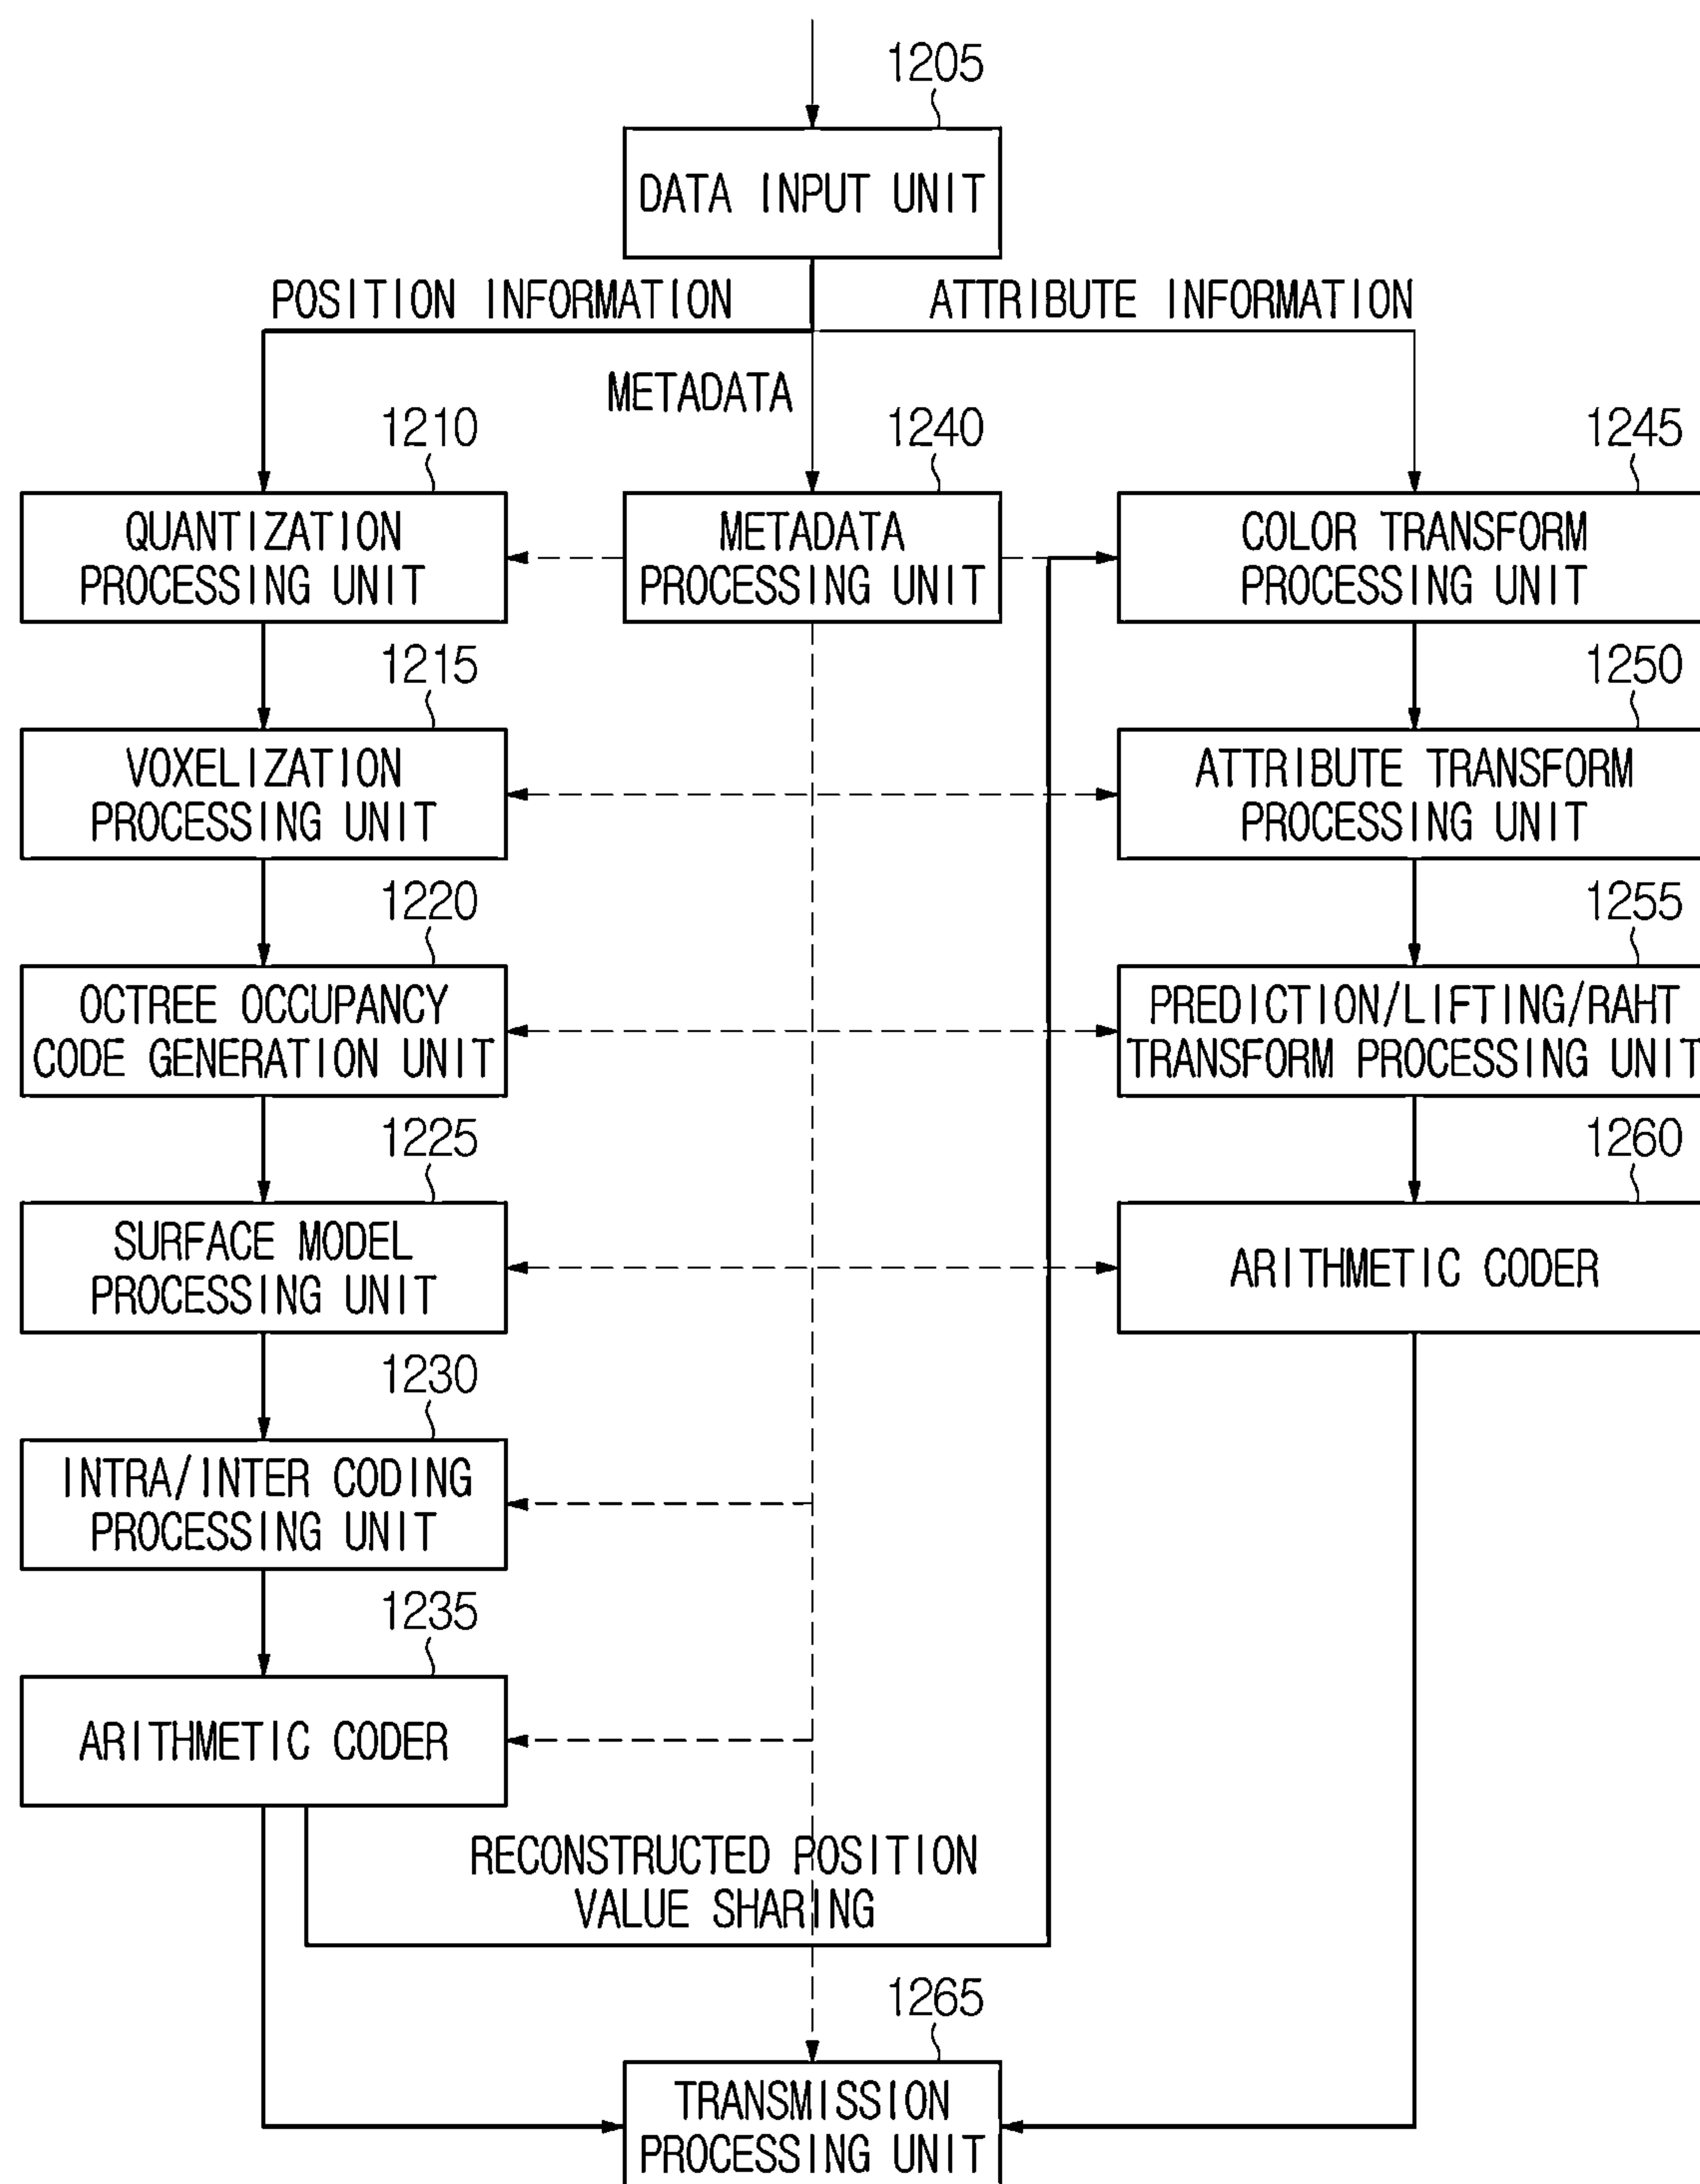 1205
DATA INPUT UNIT
POSITION INFORMATION
ATTRIBUTE INFORMATION
METADATA
1210
1240
1245
QUANTIZATION
PROCESSING UNIT
METADATA
PROCESSING UNIT
COLOR TRANSFORM
PROCESSING UNIT
1215
1250
VOXELIZATION
PROCESSING UNIT
ATTRIBUTE TRANSFORM
PROCESSING UNIT
1220
1255
OCTREE OCCUPANCY
CODE GENERATION UNIT
PREDICTION/LIFTING/RAHT
TRANSFORM PROCESSING UNIT
1225
1260
SURFACE MODEL
PROCESSING UNIT
ARITHMETIC CODER
1230
INTRA/INTER CODING
PROCESSING UNIT
1235
ARITHMETIC CODER
RECONSTRUCTED POSITION
VALUE SHARING
1265
TRANSMISSION
PROCESSING UNIT